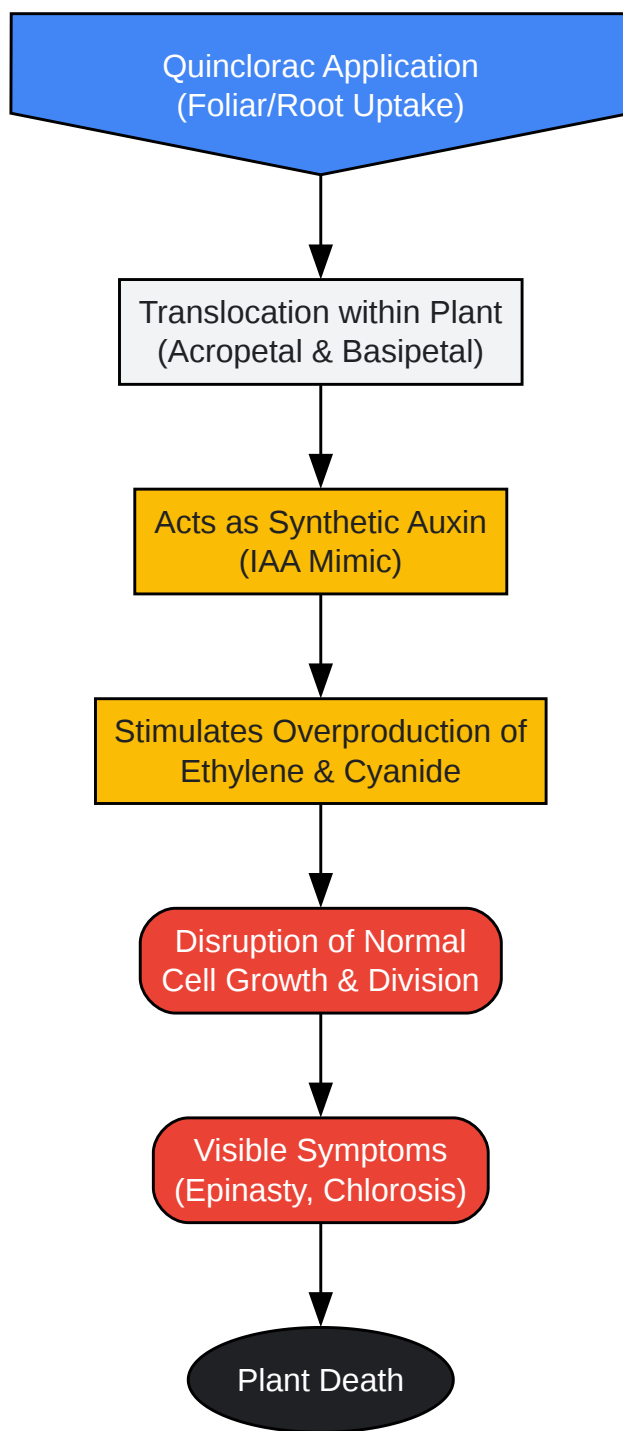 Quinclorac Application
(Foliar/Root Uptake)
Translocation within Plant
(Acropetal & Basipetal)
Acts as Synthetic Auxin
(IAA Mimic)
Stimulates Overproduction of
Ethylene & Cyanide
Disruption of Normal
Cell Growth & Division
Visible Symptoms
(Epinasty, Chlorosis)
Plant Death